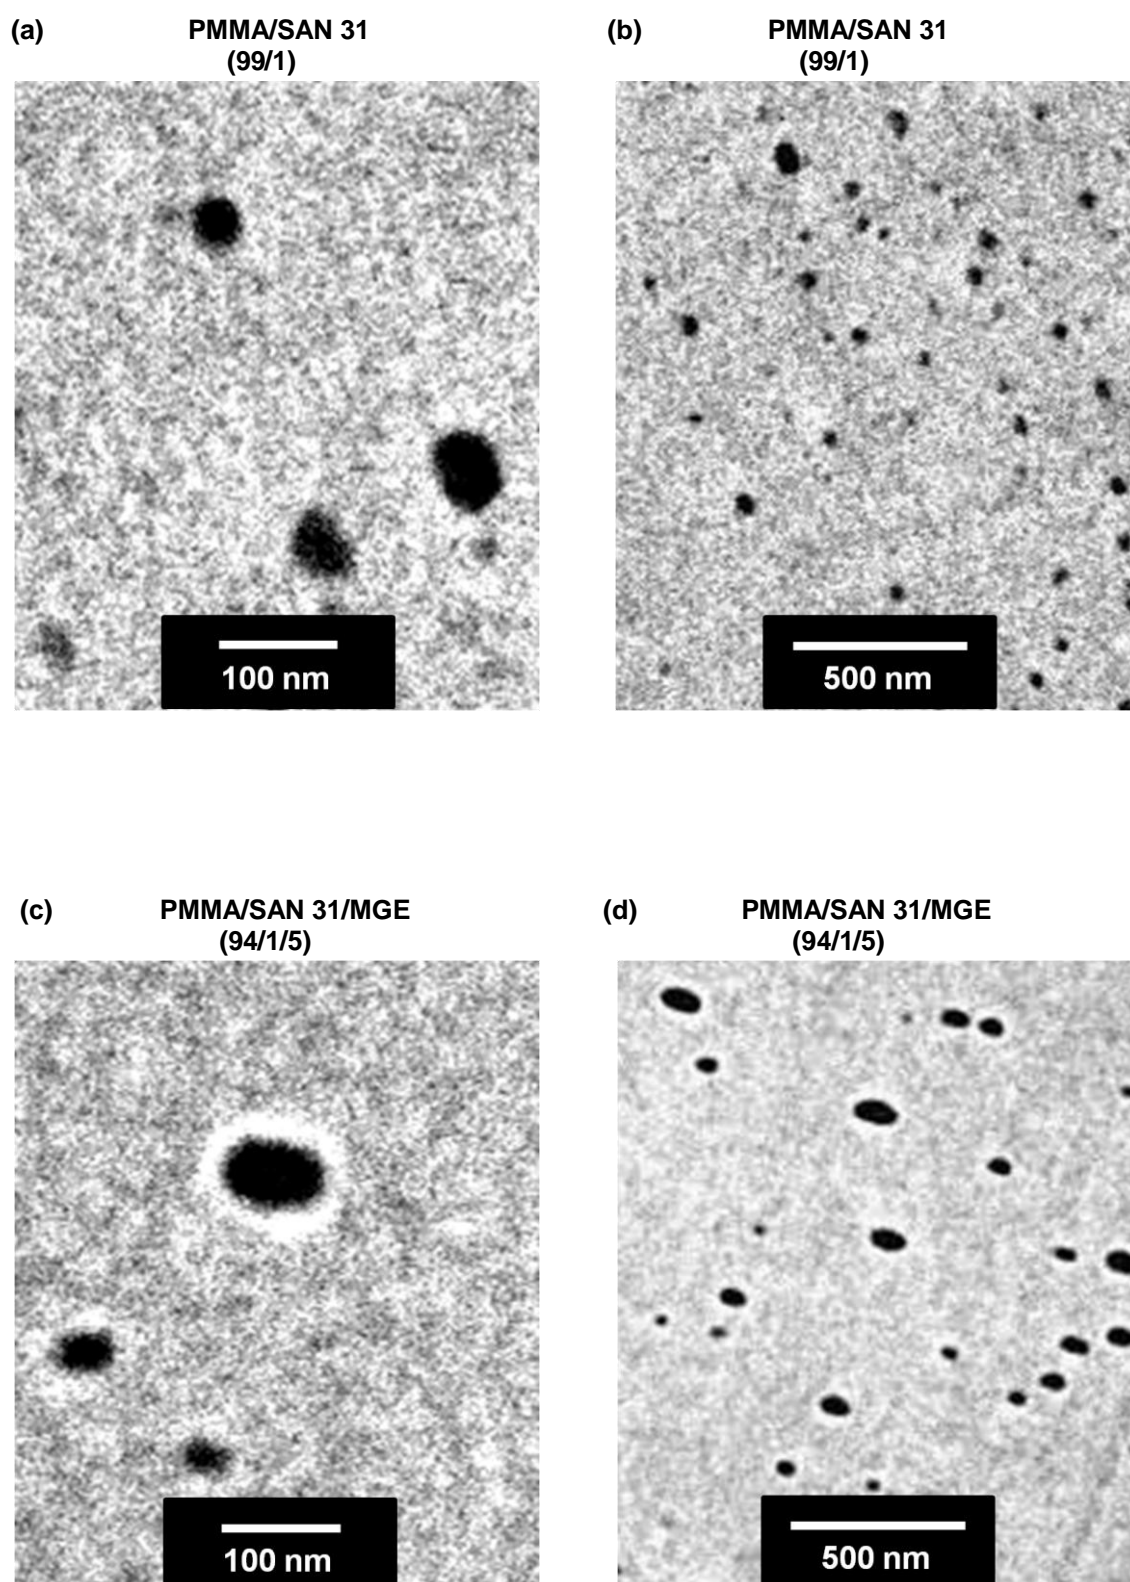 (a) PMMA/SAN 31
(99/1)
(b) PMMA/SAN 31
(99/1)
100 nm
500 nm
(c) PMMA/SAN 31/MGE
(94/1/5)
(d) PMMA/SAN 31/MGE
(94/1/5)
100 nm
500 nm